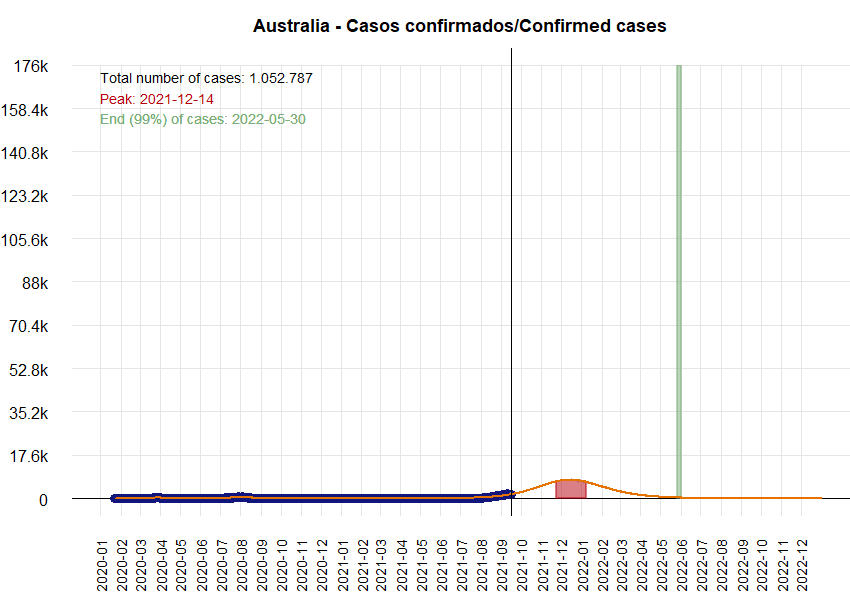 Australia - Casos confirmados/Confirmed cases
176k
Total number of cases: 1.052.787
Peak: 2021-12-14
158.4k
End (99%) of cases: 2022-05-30
140.8k
123.2k
105.6k
88k
70.4k
52.8k
35.2k
17.6k
0
2020-01
2020-02
2020-03
2020-04
2020-05
2020-06
2020-07
2020-08
2020-09
2020-10
2020-11
2020-12
2021-01
2021-02
2021-03
2021-04
2021-05
2021-06
2021-07
2021-08
2021-09
2021-10
2021-11
2021-12
2022-01
2022-02
2022-03
2022-04
2022-05
2022-06
2022-07
2022-08
2022-09
2022-10
2022-11
2022-12